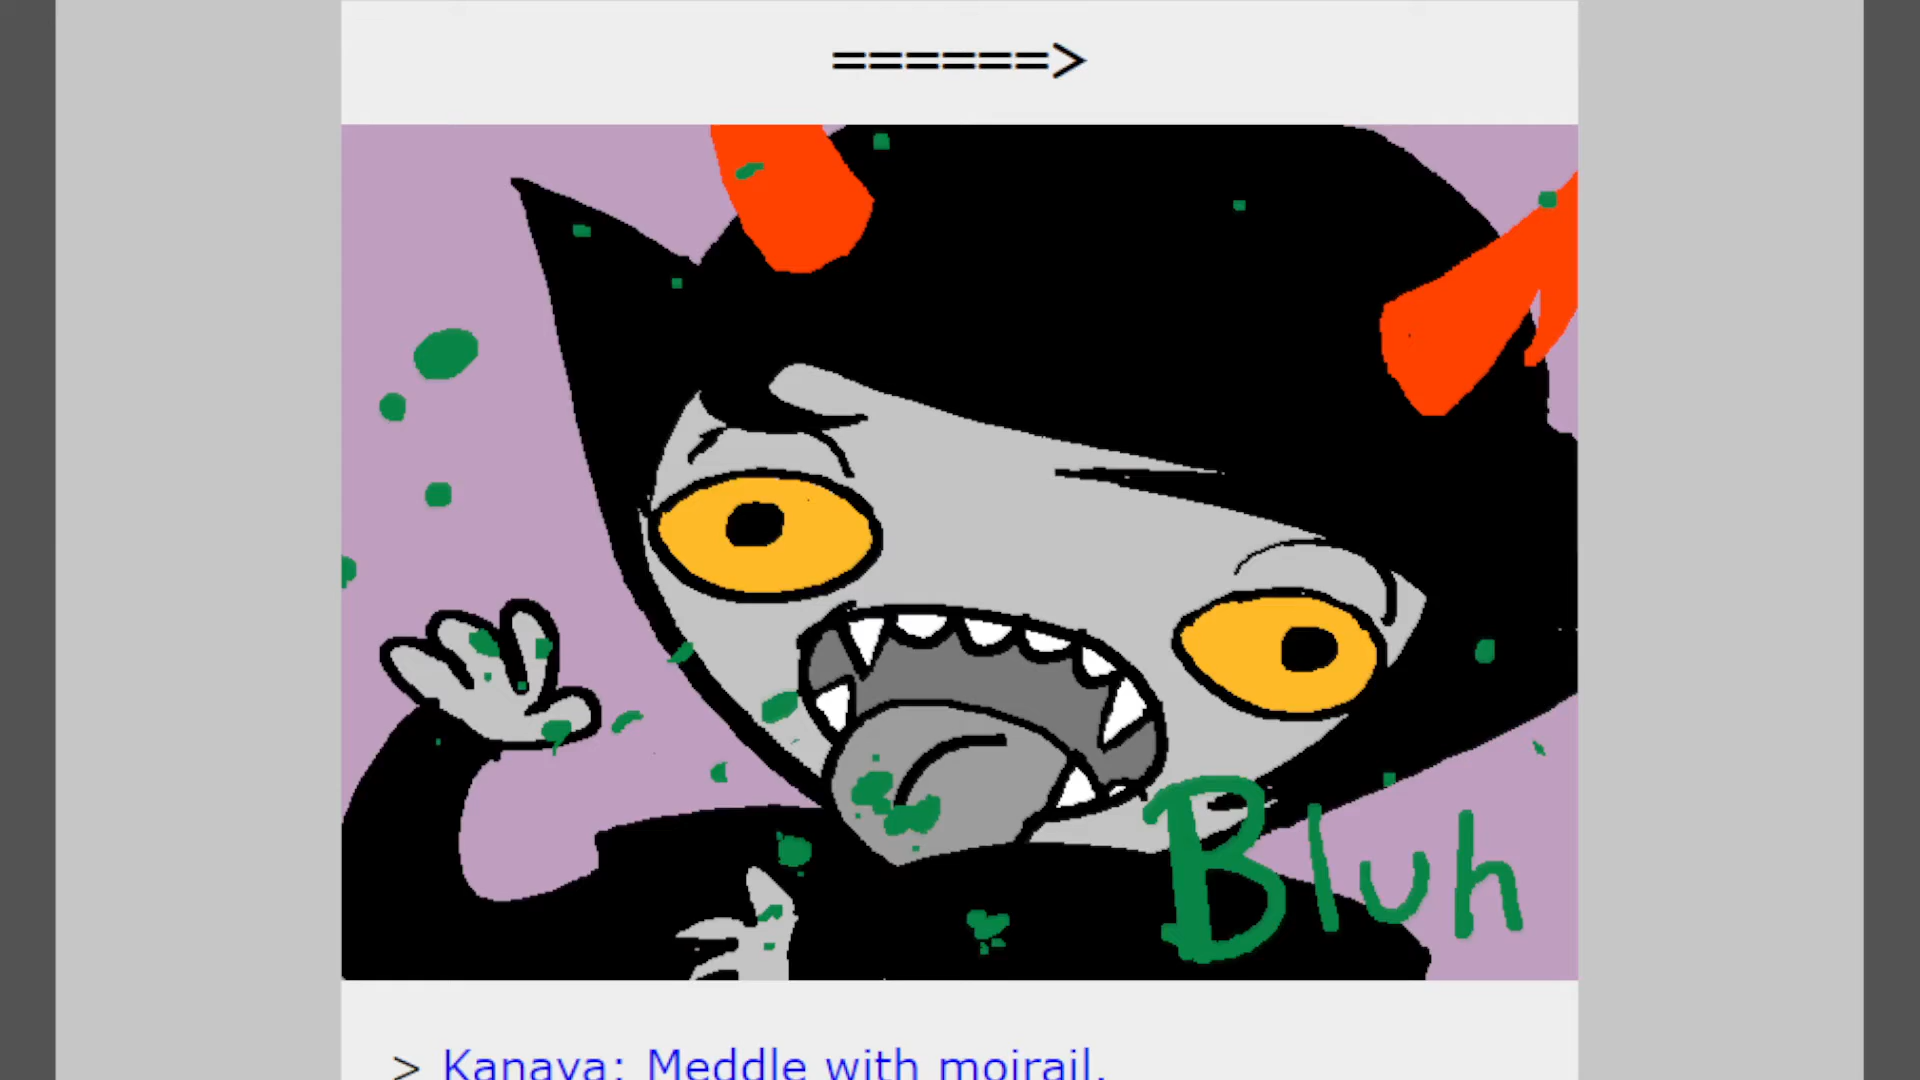 ======>
Bluh
> Kanaya: Meddle with moirail.